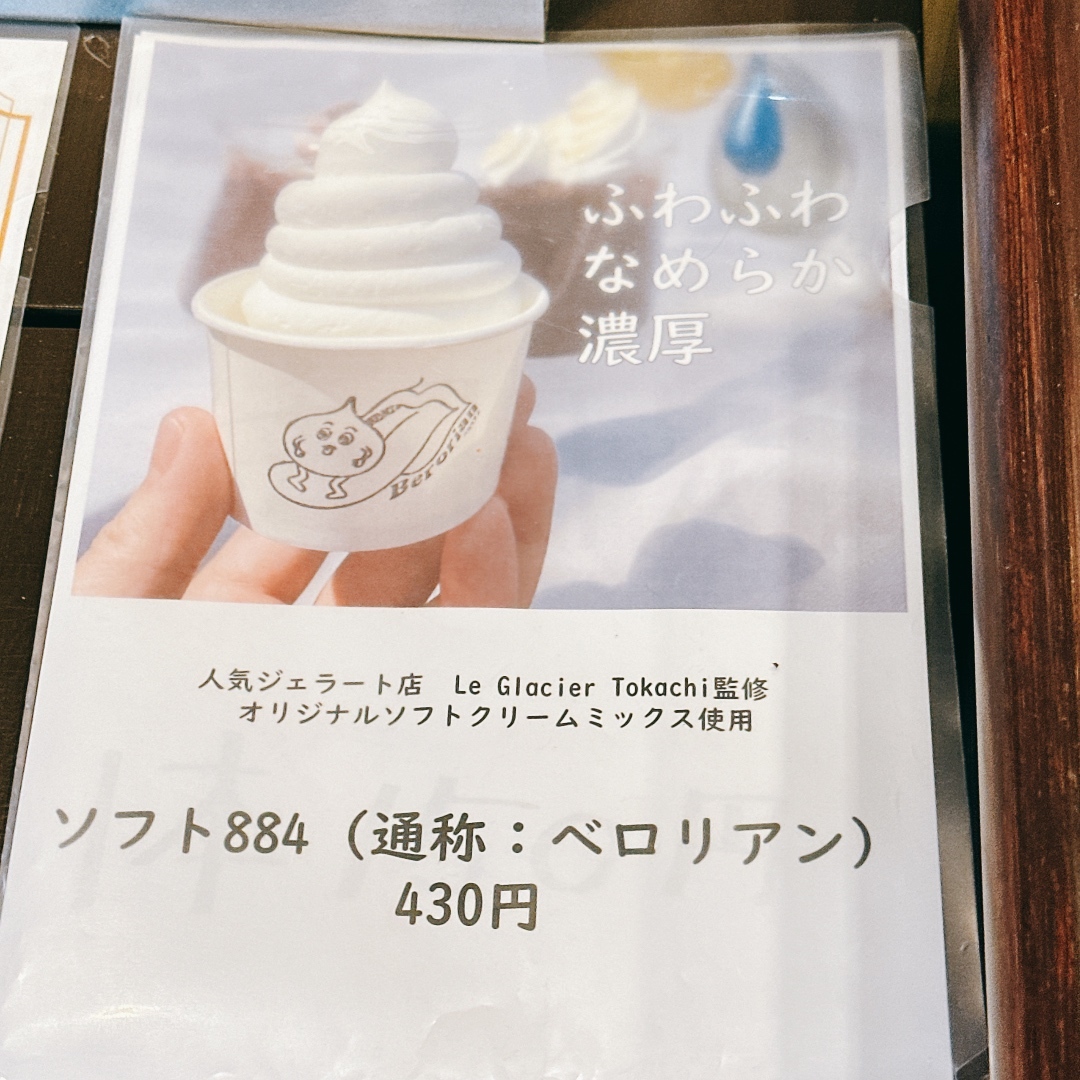 ふわふわ
なめらか
濃厚
Berorian
人気ジェラート店　Le Glacier Tokachi監修
オリジナルソフトクリームミックス使用
ソフト884（通称：ベロリアン）
430円